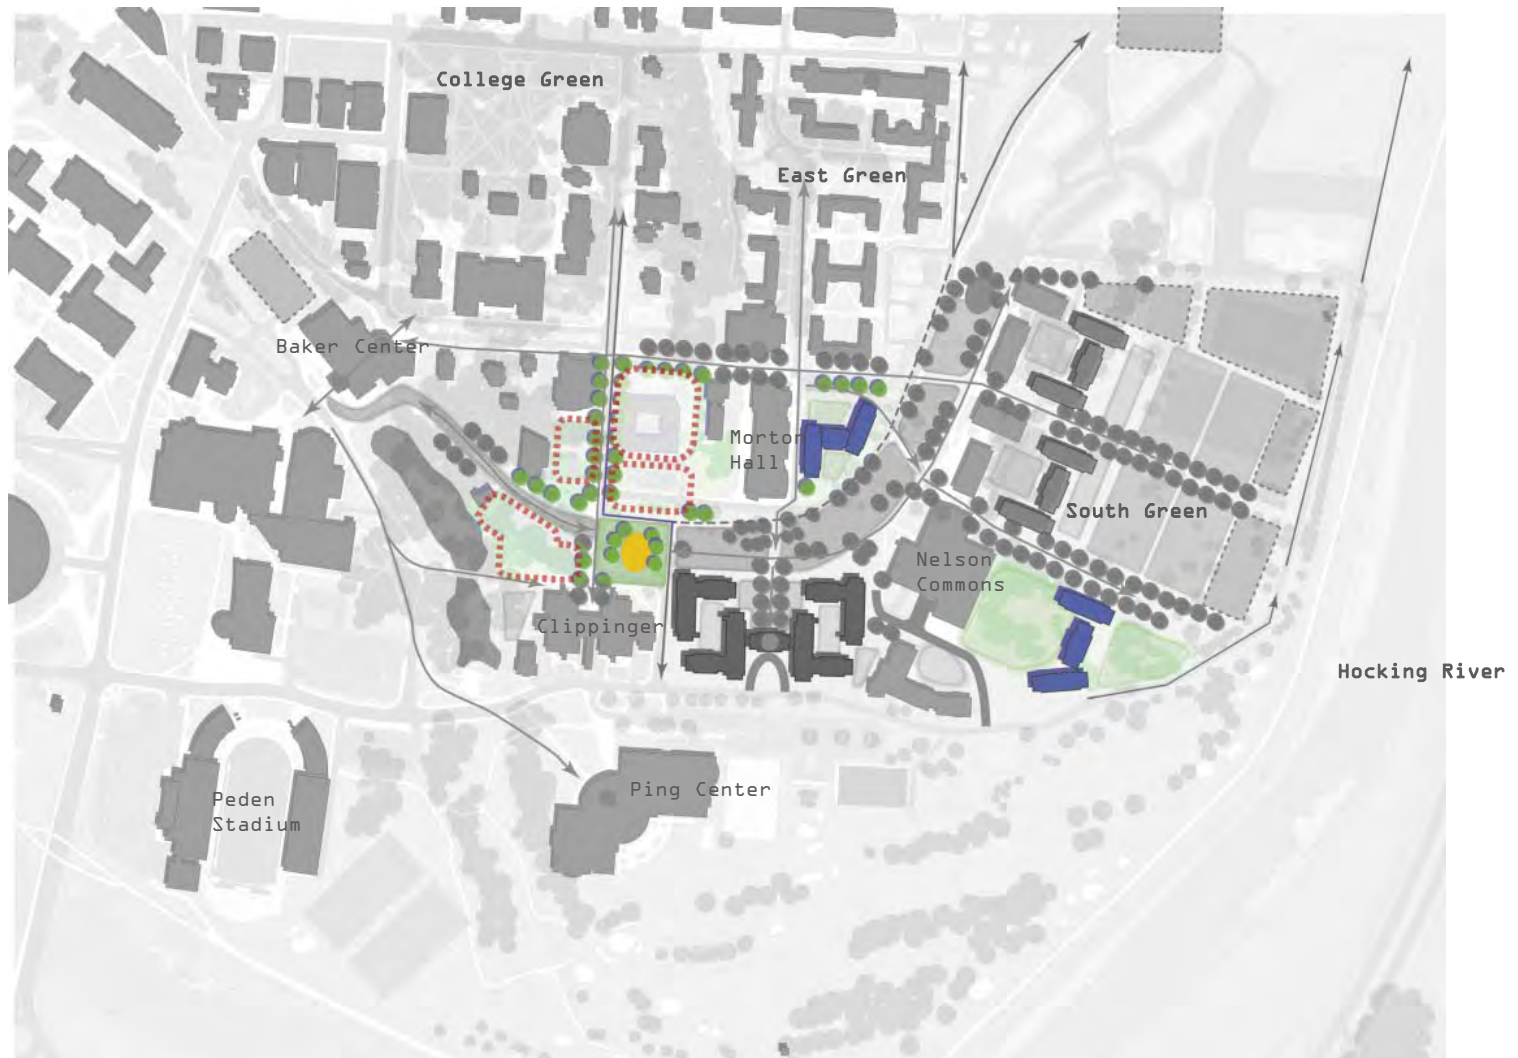 College Green
East Green
Baker Center
Morton
Hall
South Green
Nelson
Commons
Clippinger
Hocking River
Ping Center
Peden
Stadium